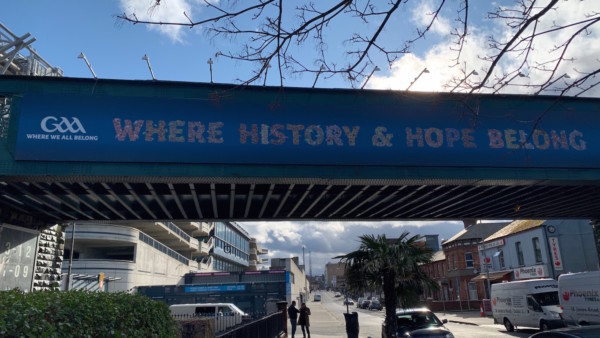 GAA
WHERE WE ALL BELONG
WHERE HISTORY & HOPE BELONG